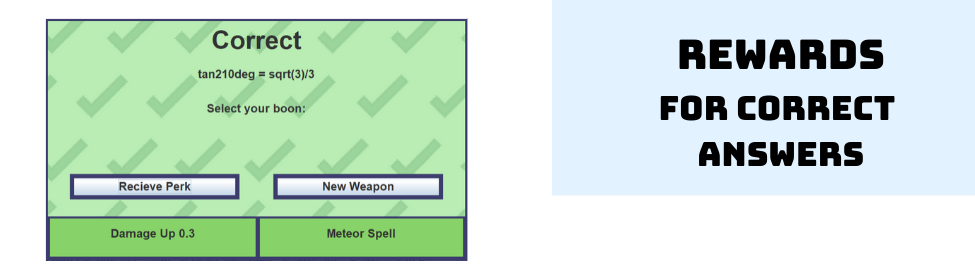 Correct
tan210deg = sqrt(3)/3
Select your boon:
Recieve Perk
New Weapon
Damage Up 0.3
Meteor Spell
REWARDS
FOR CORRECT
ANSWERS